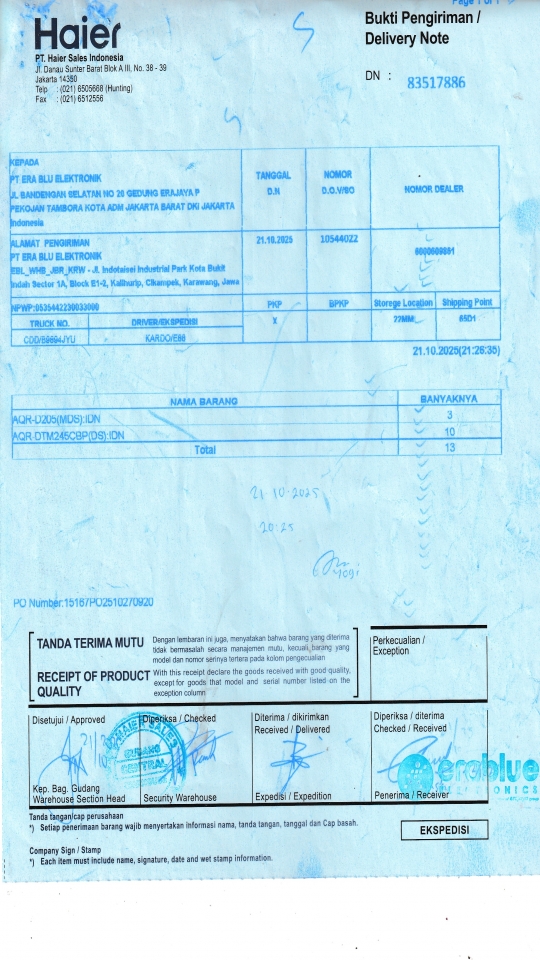 Page 1 of 1
Haier
Bukti Pengiriman /
Delivery Note
PT. Haier Sales Indonesia
Jl. Danau Sunter Barat Blok A III, No. 38 - 39
Jakarta 14350
Telp : (021) 6505668 (Hunting)
Fax : (021) 6512556
DN : 83517886
KEPADA
PT ERA BLU ELEKTRONIK
JL BANDENGAN SELATAN NO 20 GEDUNG ERAJAYA P
PEKOJAN TAMBORA KOTA ADM JAKARTA BARAT DKI JAKARTA
Indonesia
TANGGAL
D.N
NOMOR
D.O.V/SO
NOMOR DEALER
ALAMAT PENGIRIMAN
PT ERA BLU ELEKTRONIK
EBL_WHS_JBR_KRW - Jl. Indotaisei Industrial Park Kota Bukit
Indah Sector 1A, Block E1-2, Kalihurip, Cikampek, Karawang, Jawa
21.10.2025
10544022
NPWP:
PKP
BPKP
Storege Location
Shipping Point
TRUCK NO.
DRIVER/EKSPEDISI
X
22MM
65D1
KARDO/E66
21.10.2025(21:26:35)
NAMA BARANG
BANYAKNYA
AQR-D205(MDS):IDN
3
AQR-DTM245CBP(DS):IDN
10
Total
13
21-10-2025
20:25
YOGI
PO Number:15167PO2510270920
TANDA TERIMA MUTU
Dengan lembaran ini juga, menyatakan bahwa barang yang diterima
tidak bermasalah secara manajemen mutu, kecuali barang yang
model dan nomor serinya tertera pada kolom pengecualian
RECEIPT OF PRODUCT
QUALITY
With this receipt declare the goods received with good quality,
except for goods that model and serial number listed on the
exception column
Perkecualian /
Exception
Disetujui / Approved
Diperiksa / Checked
Diterima / dikirimkan
Received / Delivered
Diperiksa / diterima
Checked / Received
HAIER SALES
GUDANG
CENTRAL
erablue
ELECTRONICS
Kep. Bag. Gudang
Warehouse Section Head
Security Warehouse
Expedisi / Expedition
Penerima / Receiver
Tanda tangan/cap perusahaan
*) Setiap penerimaan barang wajib menyertakan informasi nama, tanda tangan, tanggal dan Cap basah.
EKSPEDISI
Company Sign / Stamp
*) Each item must include name, signature, date and wet stamp information.